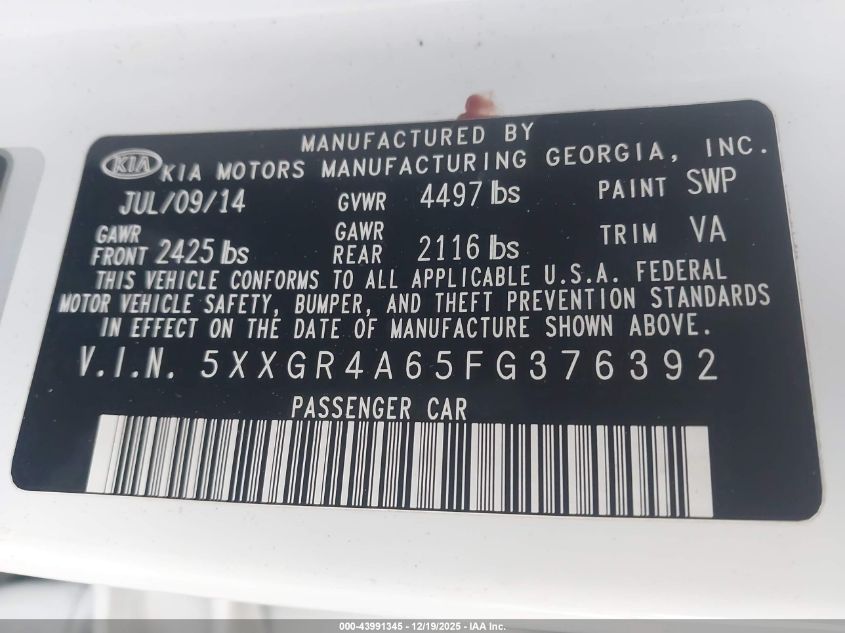 MANUFACTURED BY
KIA KIA MOTORS MANUFACTURING GEORGIA, INC.
JUL/09/14 GVWR 4497 lbs PAINT SWP
GAWR FRONT 2425 lbs GAWR REAR 2116 lbs TRIM VA
THIS VEHICLE CONFORMS TO ALL APPLICABLE U.S.A. FEDERAL
MOTOR VEHICLE SAFETY, BUMPER, AND THEFT PREVENTION STANDARDS
IN EFFECT ON THE DATE OF MANUFACTURE SHOWN ABOVE.
V.I.N. 5XXGR4A65FG376392
PASSENGER CAR
000-43991345 - 12/19/2025 - IAA Inc.